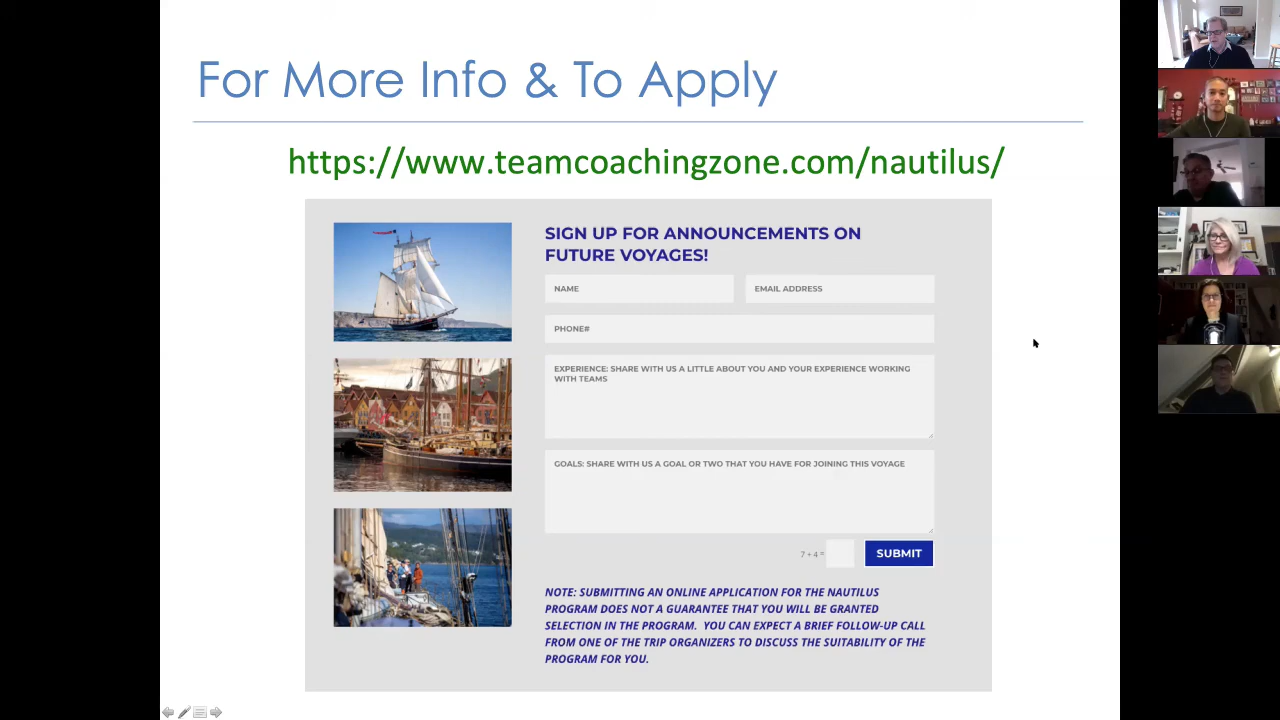 For More Info & To Apply
https://www.teamcoachingzone.com/nautilus/
SIGN UP FOR ANNOUNCEMENTS ON
FUTURE VOYAGES!
NAME
EMAIL ADDRESS
PHONE#
EXPERIENCE: SHARE WITH US A LITTLE ABOUT YOU AND YOUR EXPERIENCE WORKING
WITH TEAMS
GOALS: SHARE WITH US A GOAL OR TWO THAT YOU HAVE FOR JOINING THIS VOYAGE
7 + 4 =
SUBMIT
NOTE: SUBMITTING AN ONLINE APPLICATION FOR THE NAUTILUS
PROGRAM DOES NOT A GUARANTEE THAT YOU WILL BE GRANTED
SELECTION IN THE PROGRAM. YOU CAN EXPECT A BRIEF FOLLOW-UP CALL
FROM ONE OF THE TRIP ORGANIZERS TO DISCUSS THE SUITABILITY OF THE
PROGRAM FOR YOU.